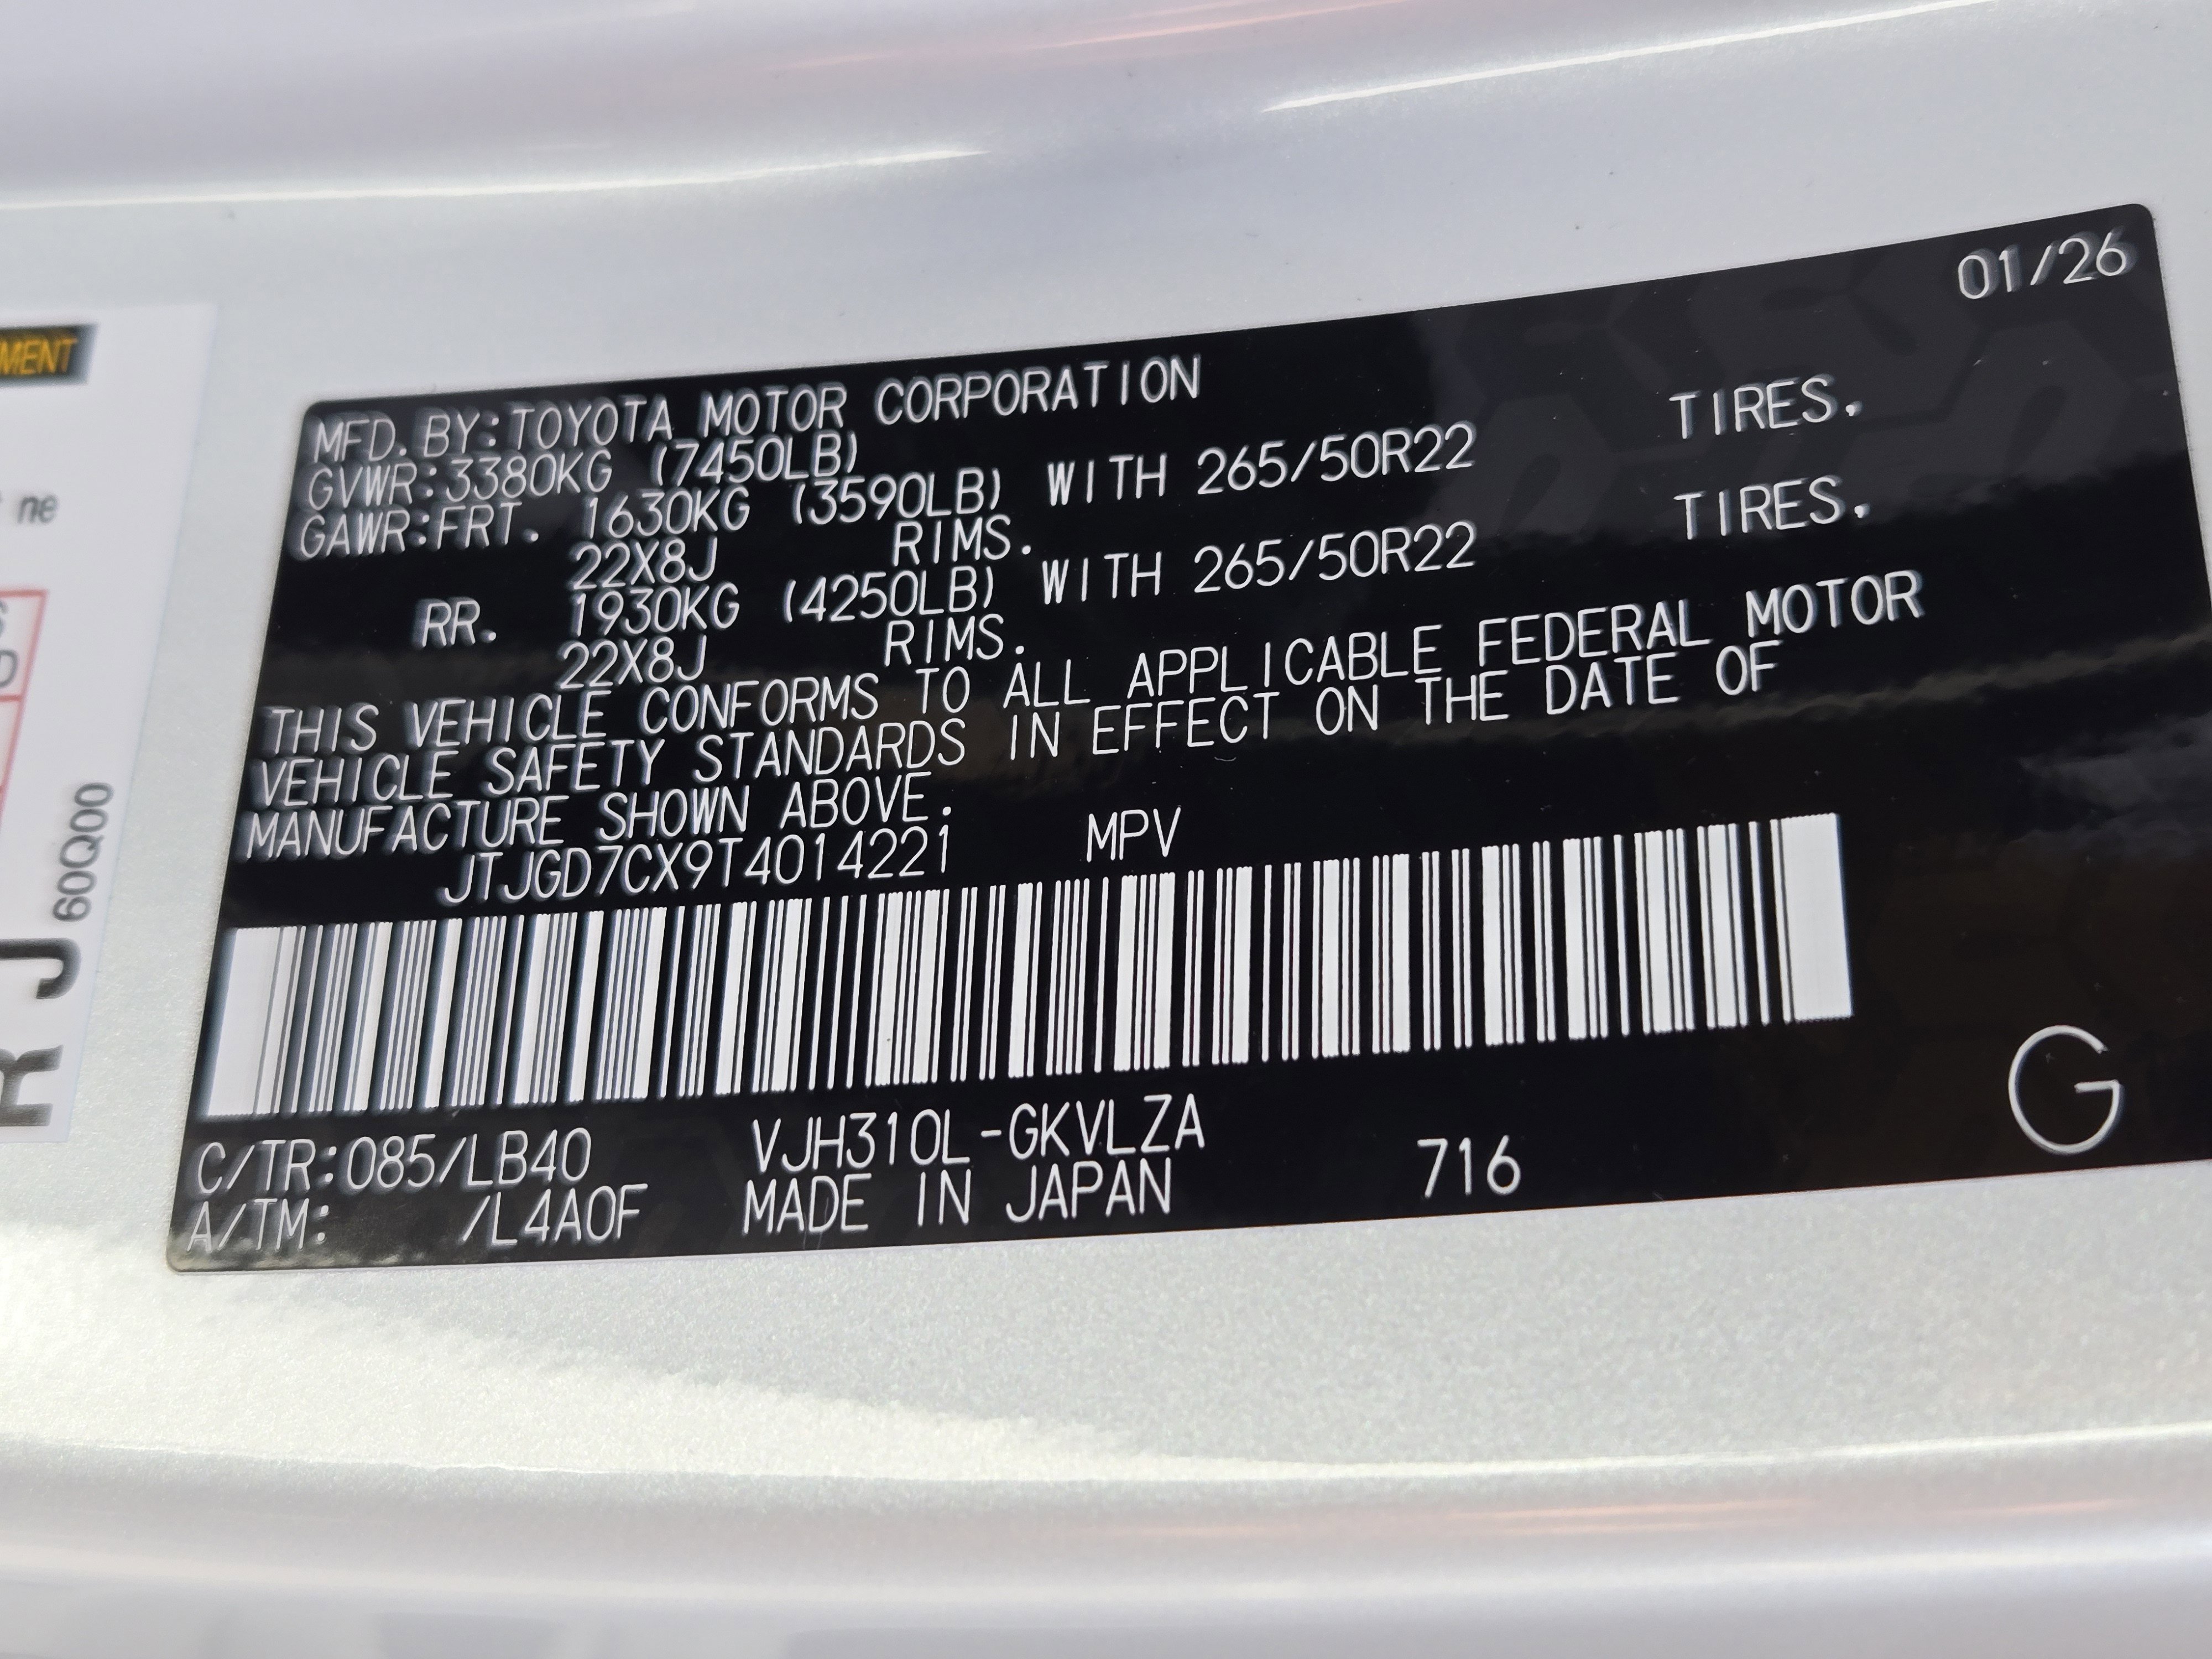 01/26
MFD.BY:TOYOTA MOTOR CORPORATION
GVWR:3380KG (7450LB)
GAWR:FRT. 1630KG (3590LB) WITH 265/50R22 TIRES.
22X8J RIMS.
RR. 1930KG (4250LB) WITH 265/50R22 TIRES.
22X8J RIMS.
THIS VEHICLE CONFORMS TO ALL APPLICABLE FEDERAL MOTOR
VEHICLE SAFETY STANDARDS IN EFFECT ON THE DATE OF
MANUFACTURE SHOWN ABOVE.
JTJGD7CX9T4014221 MPV
C/TR:085/LB40 VJH310L-GKVLZA 716
A/TM: /L4A0F MADE IN JAPAN
G
MENT
ne
D
60Q00
R J